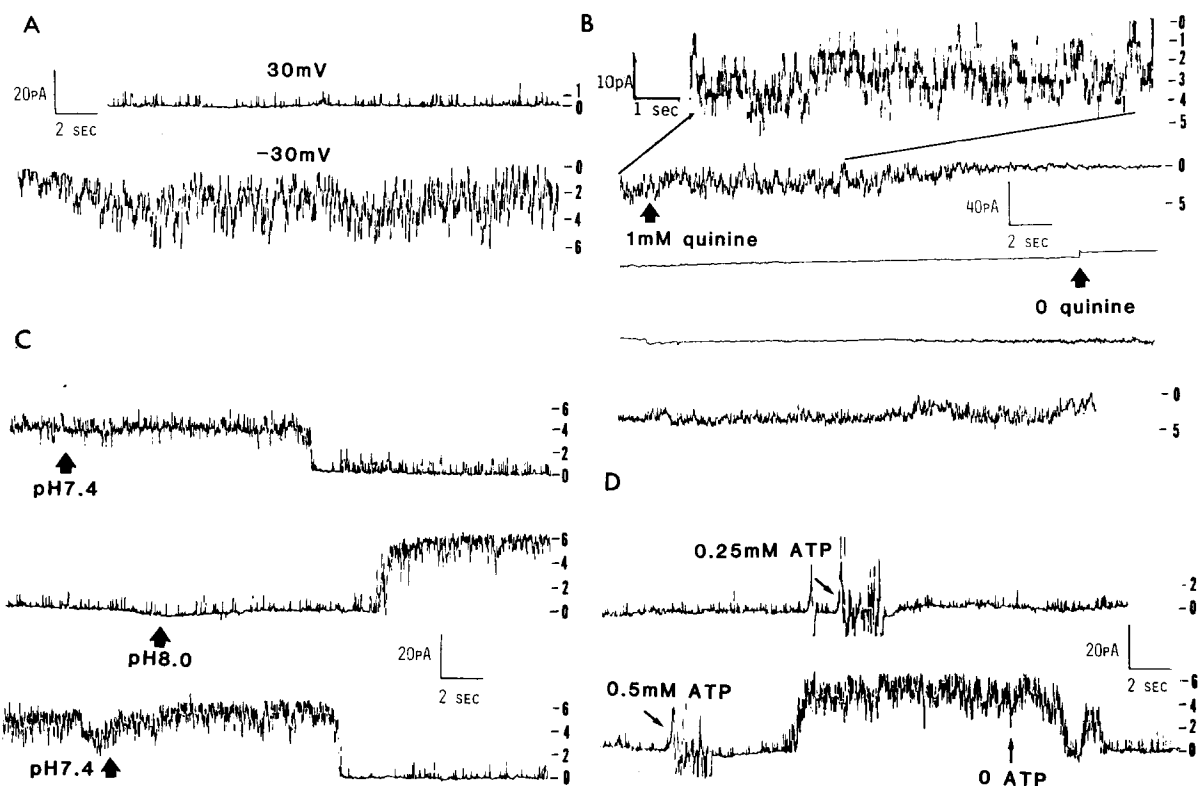 A
30mV
20pA
2 SEC
-1
-0
-30mV
-0
-2
-4
-6
B
10pA
1 sec
-0
-1
-2
-3
-4
-5
-0
-5
1mM quinine
40pA
2 SEC
0 quinine
-0
-5
C
-6
-4
-2
-0
pH7.4
-6
-4
-2
-0
pH8.0
20pA
2 SEC
-6
-4
-2
-0
pH7.4
D
0.25mM ATP
-2
-0
20pA
2 SEC
0.5mM ATP
-6
-4
-2
-0
0 ATP